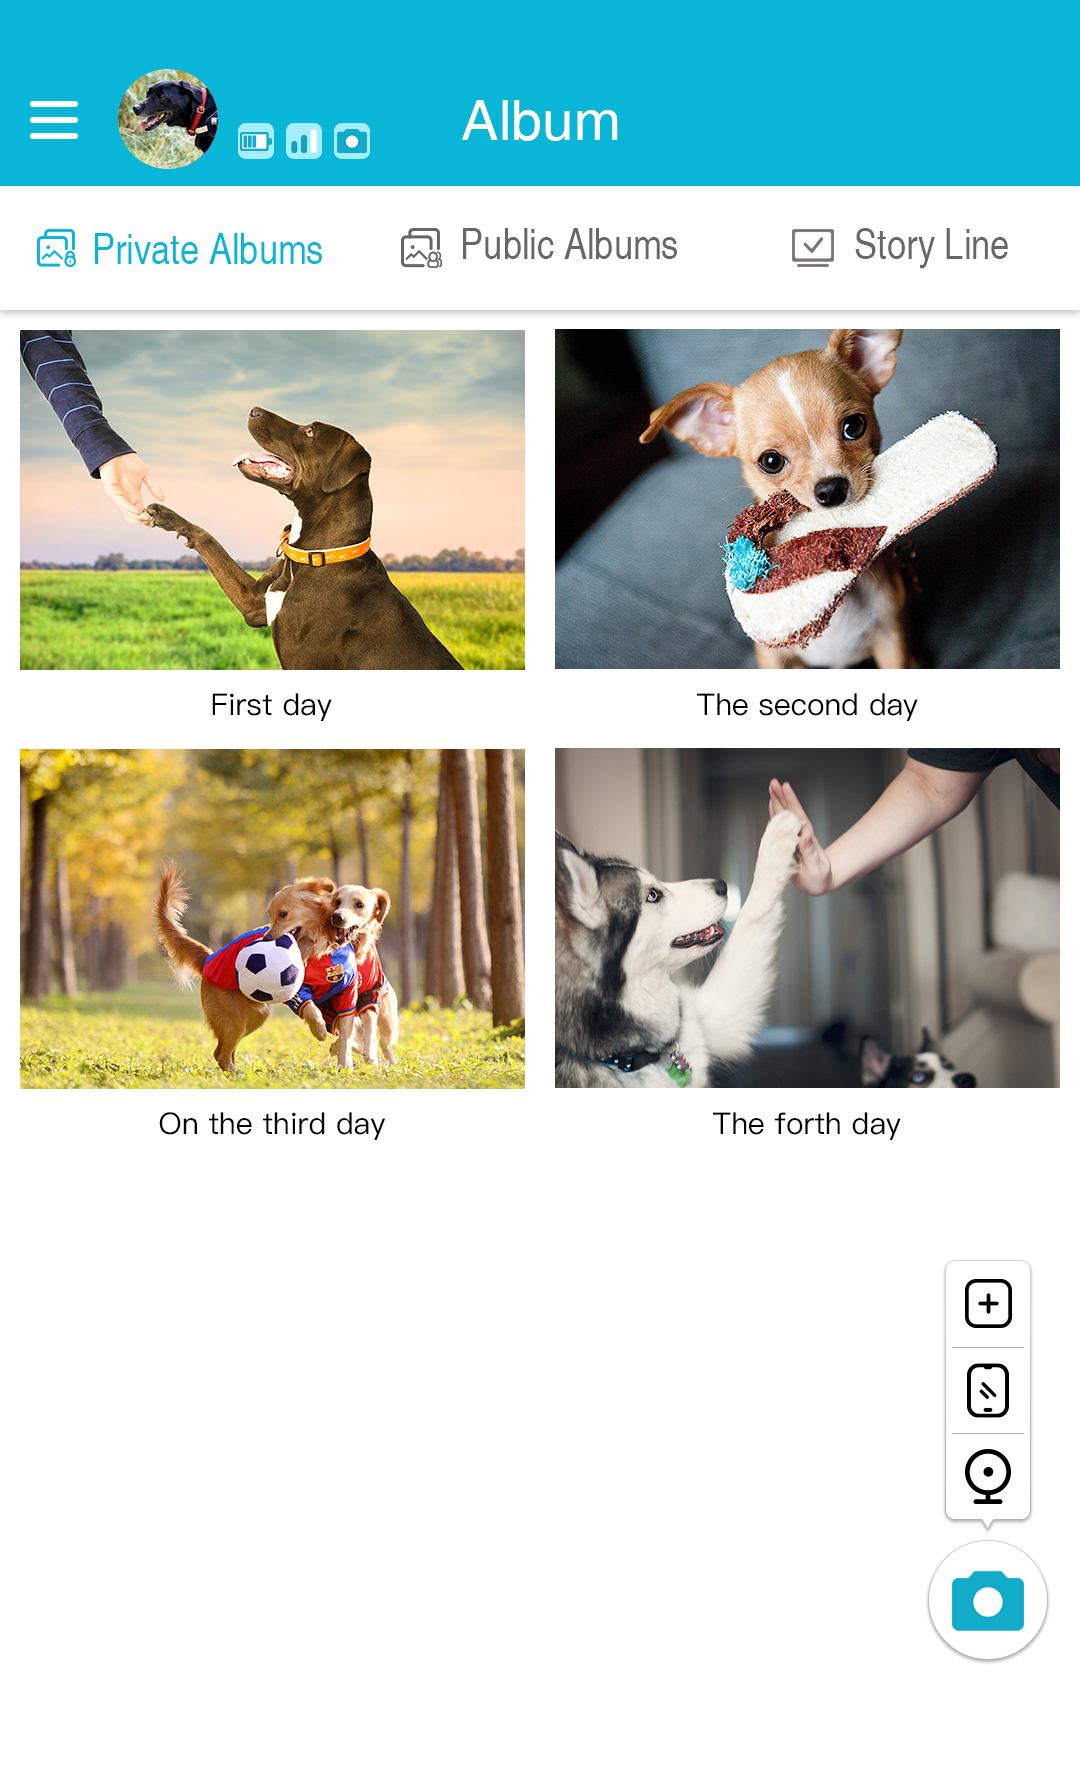 Album
Private Albums
Public Albums
Story Line
First day
The second day
On the third day
The forth day